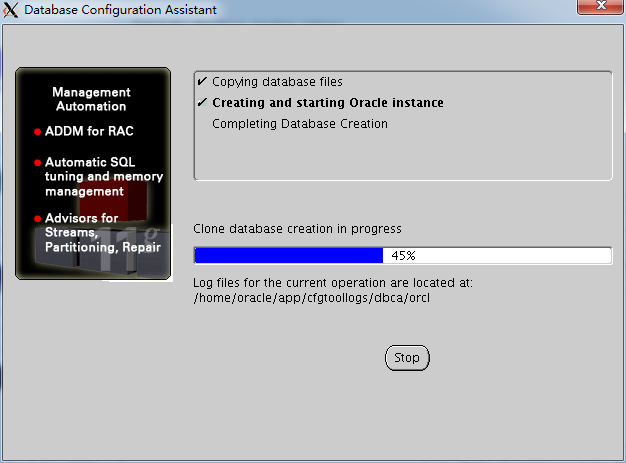 Database Configuration Assistant
Management
Automation
ADDM for RAC
Automatic SQL
tuning and memory
management
Advisors for
Streams,
Partitioning, Repair
11g
Copying database files
Creating and starting Oracle instance
Completing Database Creation
Clone database creation in progress
45%
Log files for the current operation are located at:
/home/oracle/app/cfgtoollogs/dbca/orcl
Stop